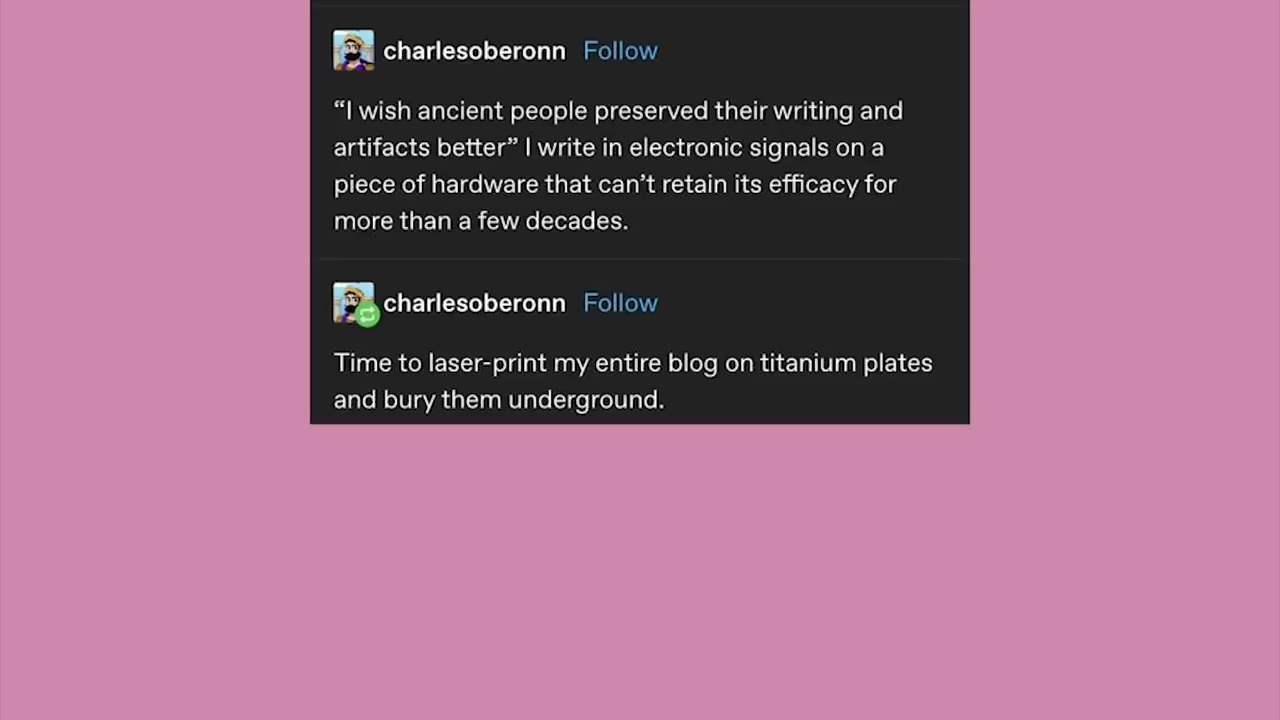 charlesoberonn Follow
“I wish ancient people preserved their writing and
artifacts better” I write in electronic signals on a
piece of hardware that can’t retain its efficacy for
more than a few decades.
charlesoberonn Follow
Time to laser-print my entire blog on titanium plates
and bury them underground.